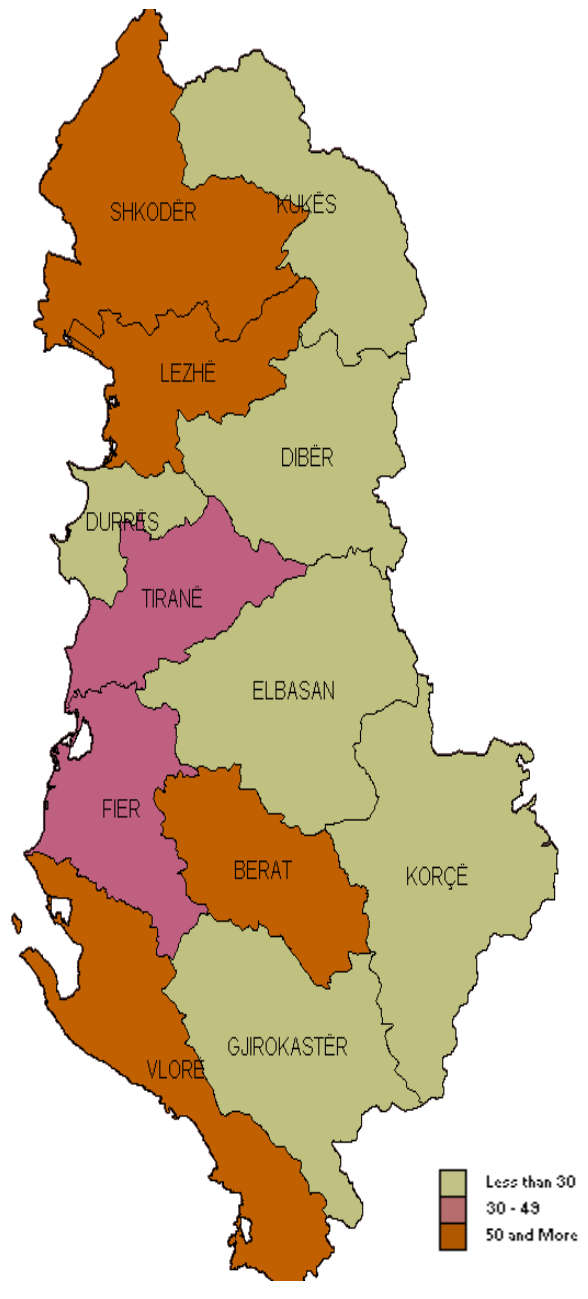 KUKËS
SHKODËR
LEZHË
DIBËR
DURRËS
TIRANË
ELBASAN
FIER
BERAT
KORÇË
GJIROKASTËR
VLORË
Less than 30
30 - 49
50 and More